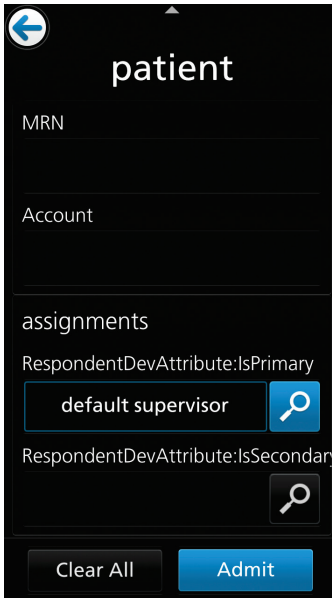 patient
MRN
Account
assignments
RespondentDevAttribute:IsPrimary
default supervisor
RespondentDevAttribute:IsSecondary
Clear All
Admit